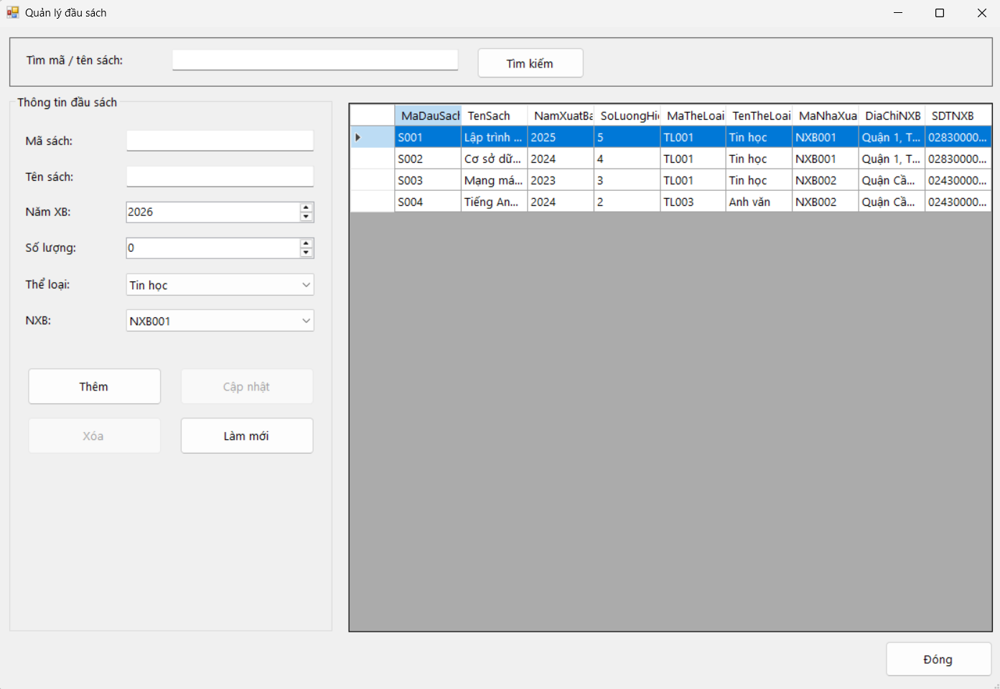 Quản lý đầu sách
Tìm mã / tên sách:
Tìm kiếm
Thông tin đầu sách
Mã sách:
Tên sách:
Năm XB:
2026
Số lượng:
0
Thể loại:
Tin học
NXB:
NXB001
Thêm
Cập nhật
Xóa
Làm mới
MaDauSach TenSach NamXuatBa SoLuongHiệ MaTheLoai TenTheLoai MaNhaXua DiaChiNXB SDTNXB
S001 Lập trình ... 2025 5 TL001 Tin học NXB001 Quận 1, T... 02830000...
S002 Cơ sở dữ... 2024 4 TL001 Tin học NXB001 Quận 1, T... 02830000...
S003 Mạng má... 2023 3 TL001 Tin học NXB002 Quận Cầ... 02430000...
S004 Tiếng An... 2024 2 TL003 Anh văn NXB002 Quận Cầ... 02430000...
Đóng